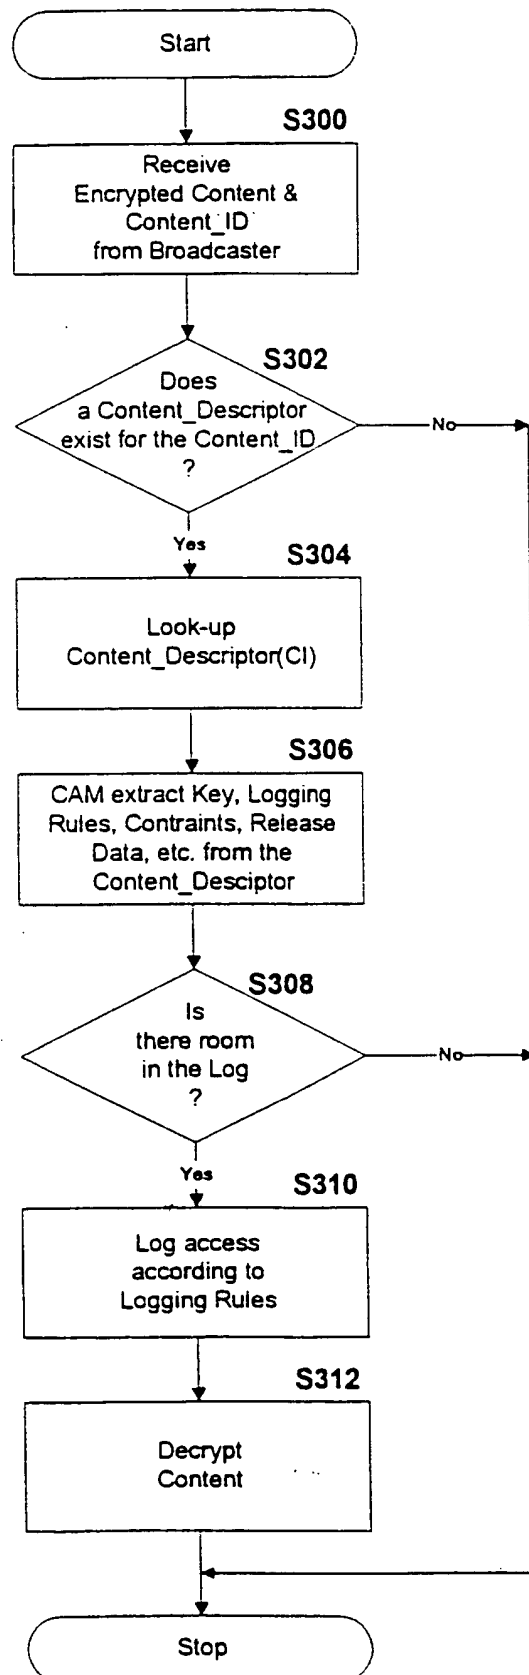 Start
S300
Receive
Encrypted Content &
Content_ID
from Broadcaster
S302
Does
a Content_Descriptor
exist for the Content_ID
?
No
Yes
S304
Look-up
Content_Descriptor(CI)
S306
CAM extract Key, Logging
Rules, Contraints, Release
Data, etc. from the
Content_Desciptor
S308
Is
there room
in the Log
?
No
Yes
S310
Log access
according to
Logging Rules
S312
Decrypt
Content
Stop